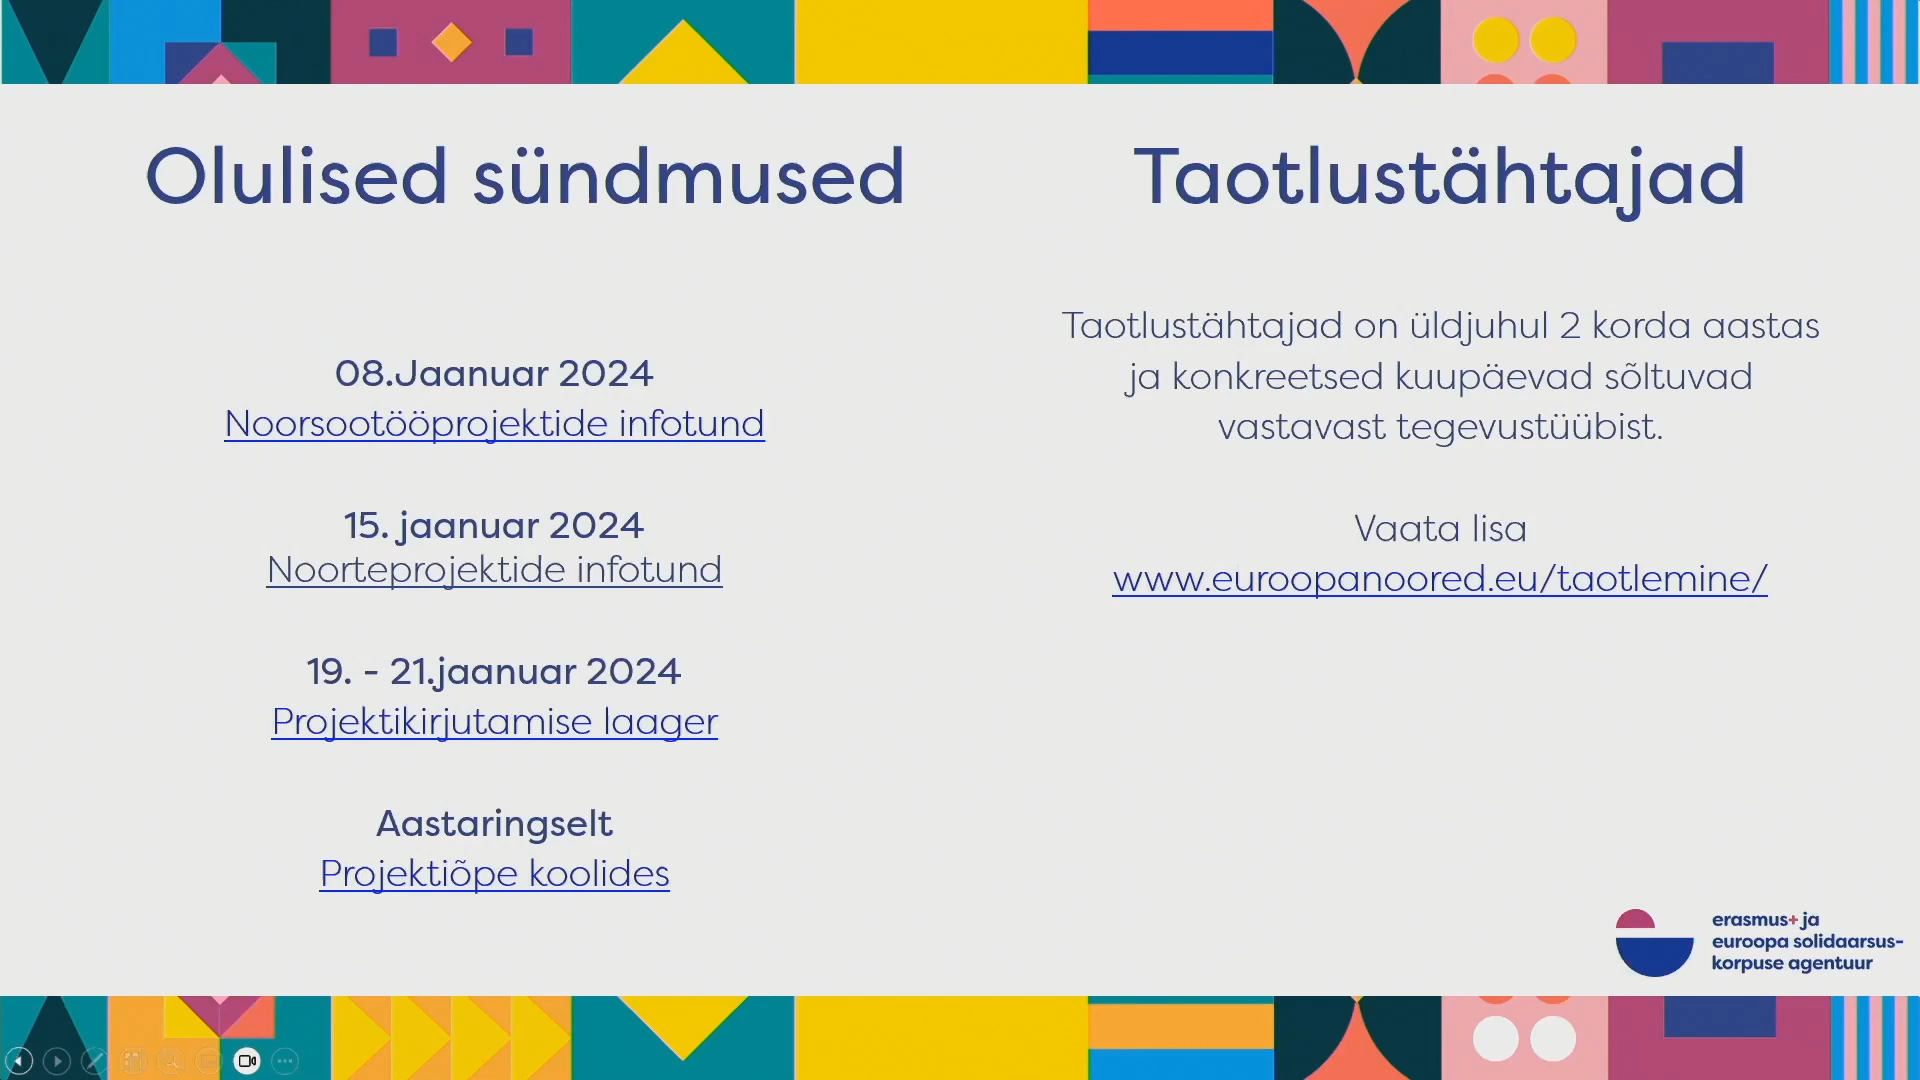 Olulised sündmused
08.Jaanuar 2024
Noorsootööprojektide infotund
15. jaanuar 2024
Noorteprojektide infotund
19. - 21.jaanuar 2024
Projektikirjutamise laager
Aastaringselt
Projektiõpe koolides
Taotlustähtajad
Taotlustähtajad on üldjuhul 2 korda aastas
ja konkreetsed kuupäevad sõltuvad
vastavast tegevustüübist.
Vaata lisa
www.euroopanoored.eu/taotlemine/
erasmus+ ja
euroopa solidaarsus-
korpuse agentuur